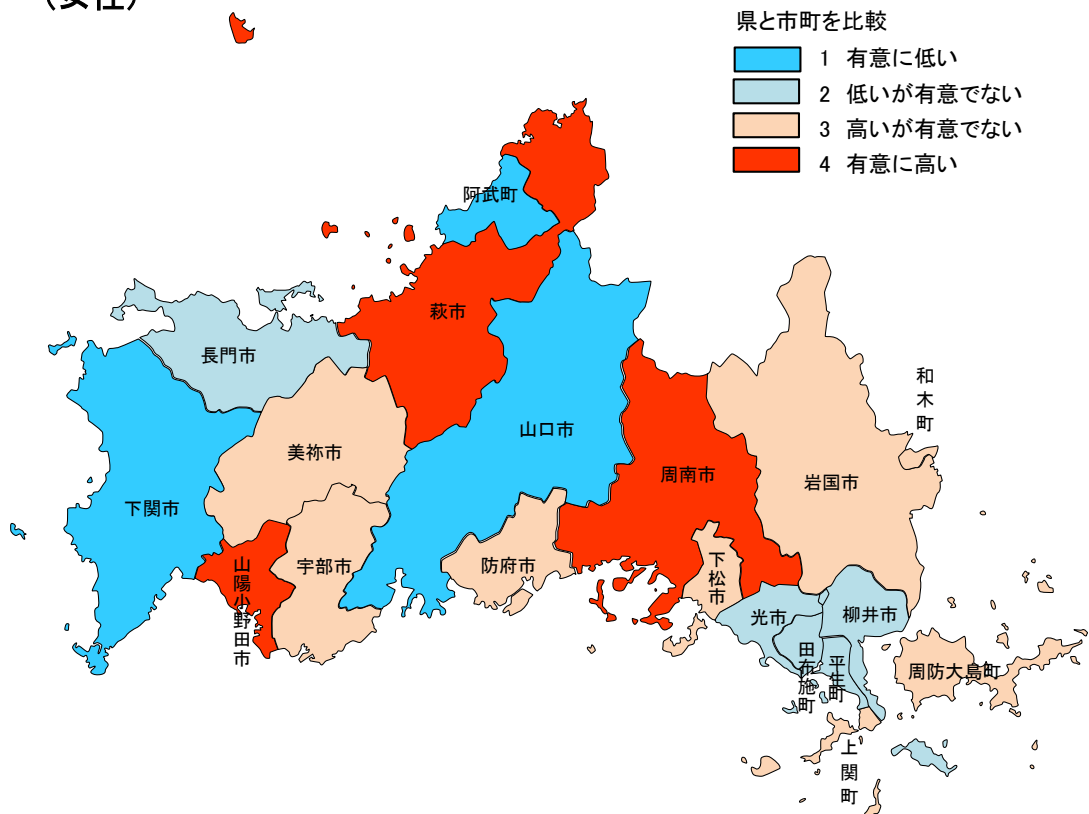 （女性）
県と市町を比較
1 有意に低い
2 低いが有意でない
3 高いが有意でない
4 有意に高い
阿武町
萩市
長門市
和木町
山口市
美祢市
周南市
岩国市
下関市
山陽小野田市
宇部市
防府市
下松市
光市
柳井市
田布施町
平生町
周防大島町
上関町